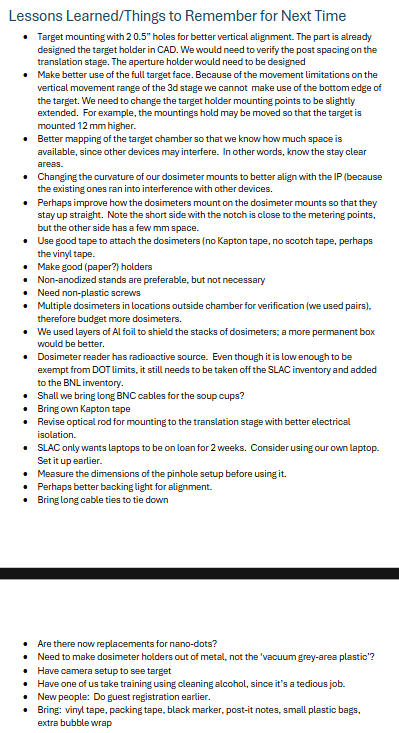 Lessons Learned/Things to Remember for Next Time
• Target mounting with 2 0.5" holes for better vertical alignment. The part is already
designed the target holder in CAD. We would need to verify the post spacing on the
translation stage. The aperture holder would need to be designed
• Make better use of the full target face. Because of the movement limitations on the
vertical movement range of the 3d stage we cannot make use of the bottom edge of
the target. We need to change the target holder mounting points to be slightly
extended. For example, the mountings hold may be moved so that the target is
mounted 12 mm higher.
• Better mapping of the target chamber so that we know how much space is
available, since other devices may interfere. In other words, know the stay clear
areas.
• Changing the curvature of our dosimeter mounts to better align with the IP (because
the existing ones ran into interference with other devices.
• Perhaps improve how the dosimeters mount on the dosimeter mounts so that they
stay up straight. Note the short side with the notch is close to the metering points,
but the other side has a few mm space.
• Use good tape to attach the dosimeters (no Kapton tape, no scotch tape, perhaps
the vinyl tape.
• Make good (paper?) holders
• Non-anodized stands are preferable, but not necessary
• Need non-plastic screws
• Multiple dosimeters in locations outside chamber for verification (we used pairs),
therefore budget more dosimeters.
• We used layers of Al foil to shield the stacks of dosimeters; a more permanent box
would be better.
• Dosimeter reader has radioactive source. Even though it is low enough to be
exempt from DOT limits, it still needs to be taken off the SLAC inventory and added
to the BNL inventory.
• Shall we bring long BNC cables for the soup cups?
• Bring own Kapton tape
• Revise optical rod for mounting to the translation stage with better electrical
isolation.
• SLAC only wants laptops to be on loan for 2 weeks. Consider using our own laptop.
Set it up earlier.
• Measure the dimensions of the pinhole setup before using it.
• Perhaps better backing light for alignment.
• Bring long cable ties to tie down
• Are there now replacements for nano-dots?
• Need to make dosimeter holders out of metal, not the 'vacuum grey-area plastic'?
• Have camera setup to see target
• Have one of us take training using cleaning alcohol, since it's a tedious job.
• New people: Do guest registration earlier.
• Bring: vinyl tape, packing tape, black marker, post-it notes, small plastic bags,
extra bubble wrap